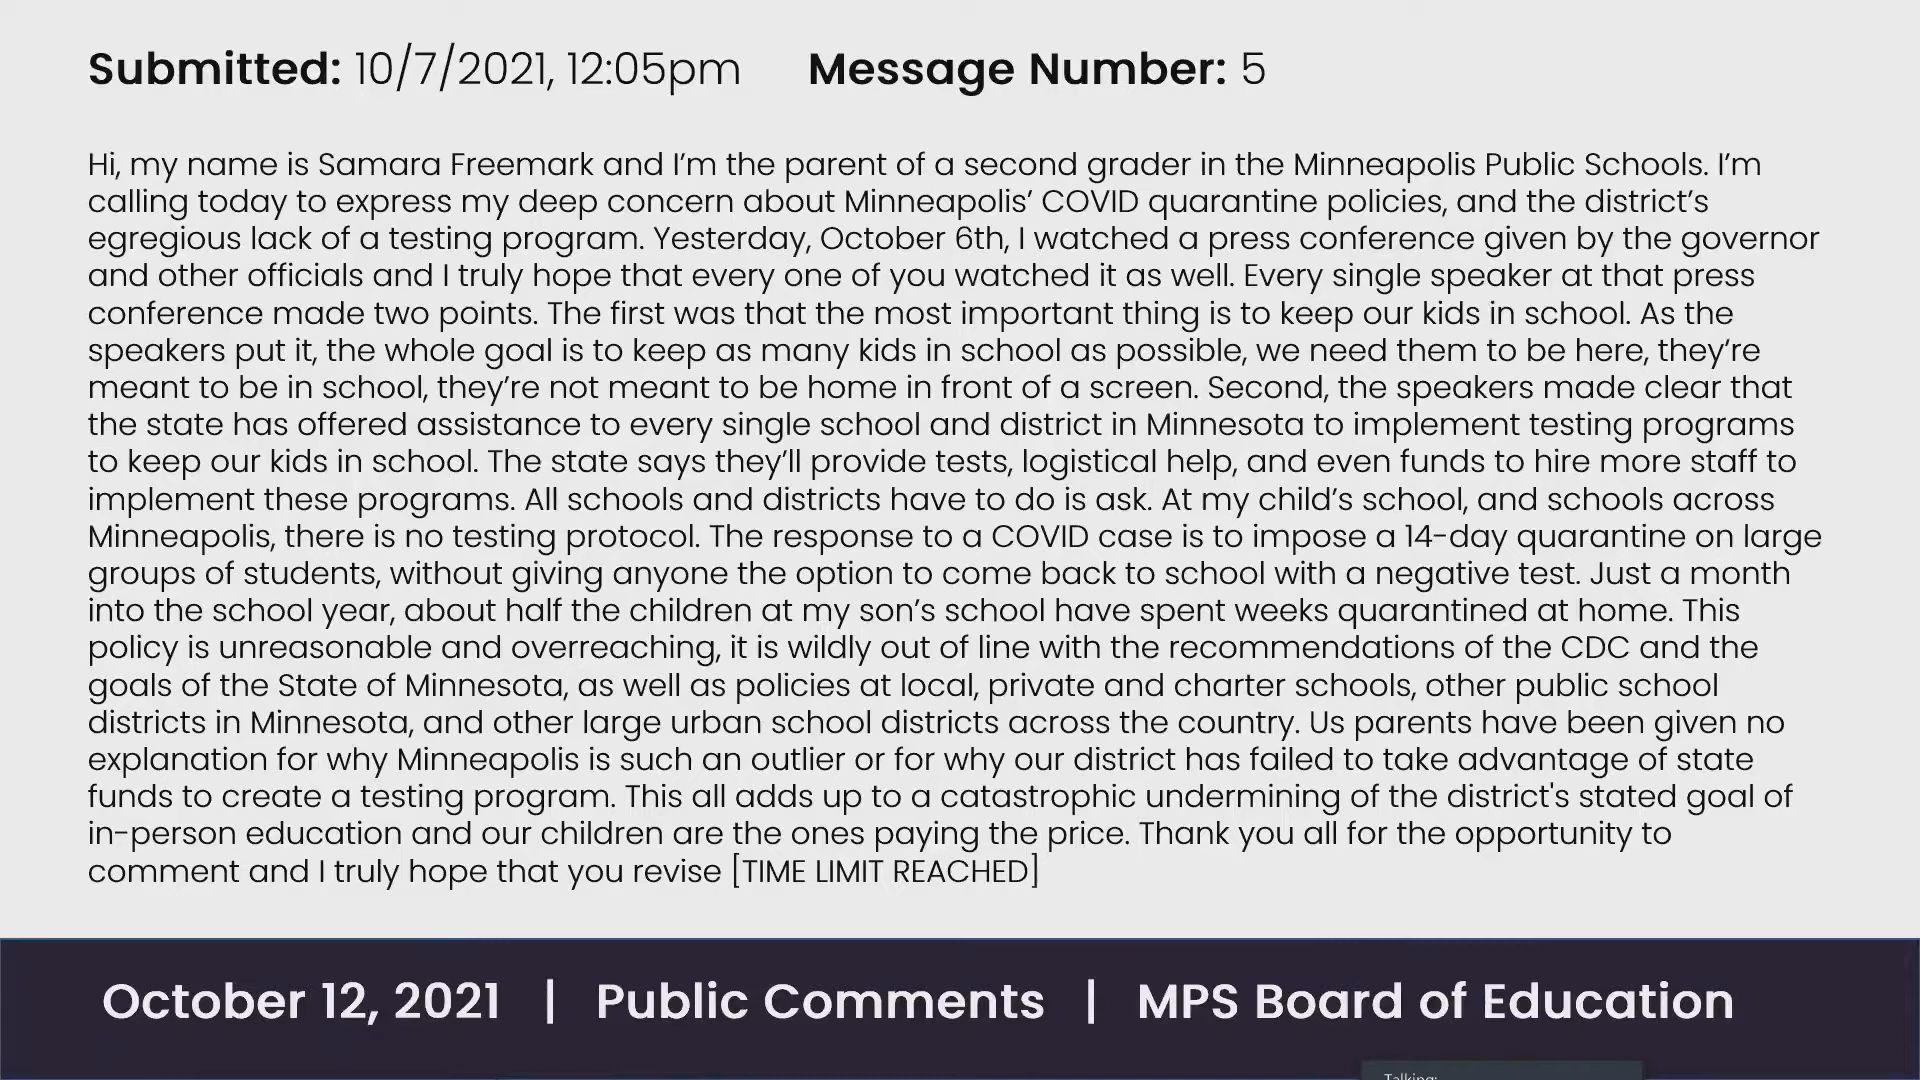 Submitted: 10/7/2021, 12:05pm Message Number: 5
Hi, my name is Samara Freemark and I’m the parent of a second grader in the Minneapolis Public Schools. I’m
calling today to express my deep concern about Minneapolis’ COVID quarantine policies, and the district’s
egregious lack of a testing program. Yesterday, October 6th, I watched a press conference given by the governor
and other officials and I truly hope that every one of you watched it as well. Every single speaker at that press
conference made two points. The first was that the most important thing is to keep our kids in school. As the
speakers put it, the whole goal is to keep as many kids in school as possible, we need them to be here, they’re
meant to be in school, they’re not meant to be home in front of a screen. Second, the speakers made clear that
the state has offered assistance to every single school and district in Minnesota to implement testing programs
to keep our kids in school. The state says they’ll provide tests, logistical help, and even funds to hire more staff to
implement these programs. All schools and districts have to do is ask. At my child’s school, and schools across
Minneapolis, there is no testing protocol. The response to a COVID case is to impose a 14-day quarantine on large
groups of students, without giving anyone the option to come back to school with a negative test. Just a month
into the school year, about half the children at my son’s school have spent weeks quarantined at home. This
policy is unreasonable and overreaching, it is wildly out of line with the recommendations of the CDC and the
goals of the State of Minnesota, as well as policies at local, private and charter schools, other public school
districts in Minnesota, and other large urban school districts across the country. Us parents have been given no
explanation for why Minneapolis is such an outlier or for why our district has failed to take advantage of state
funds to create a testing program. This all adds up to a catastrophic undermining of the district's stated goal of
in-person education and our children are the ones paying the price. Thank you all for the opportunity to
comment and I truly hope that you revise [TIME LIMIT REACHED]
October 12, 2021 | Public Comments | MPS Board of Education
Talking: